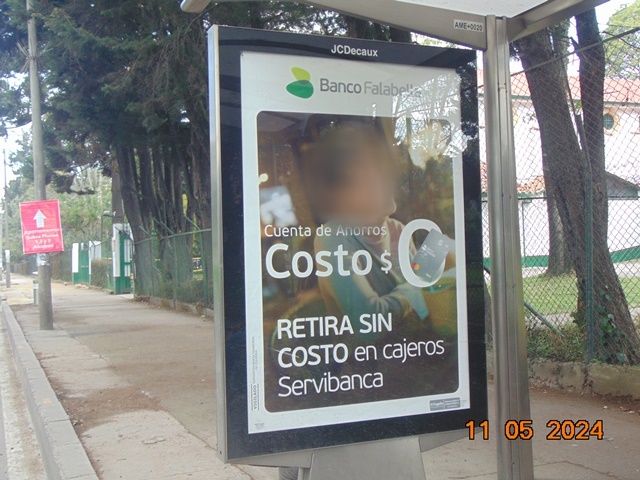 AME+0020
JCDecaux
Banco Falabella
Cuenta de Ahorros
Costo $0
RETIRA SIN
COSTO en cajeros
Servibanca
11 05 2024